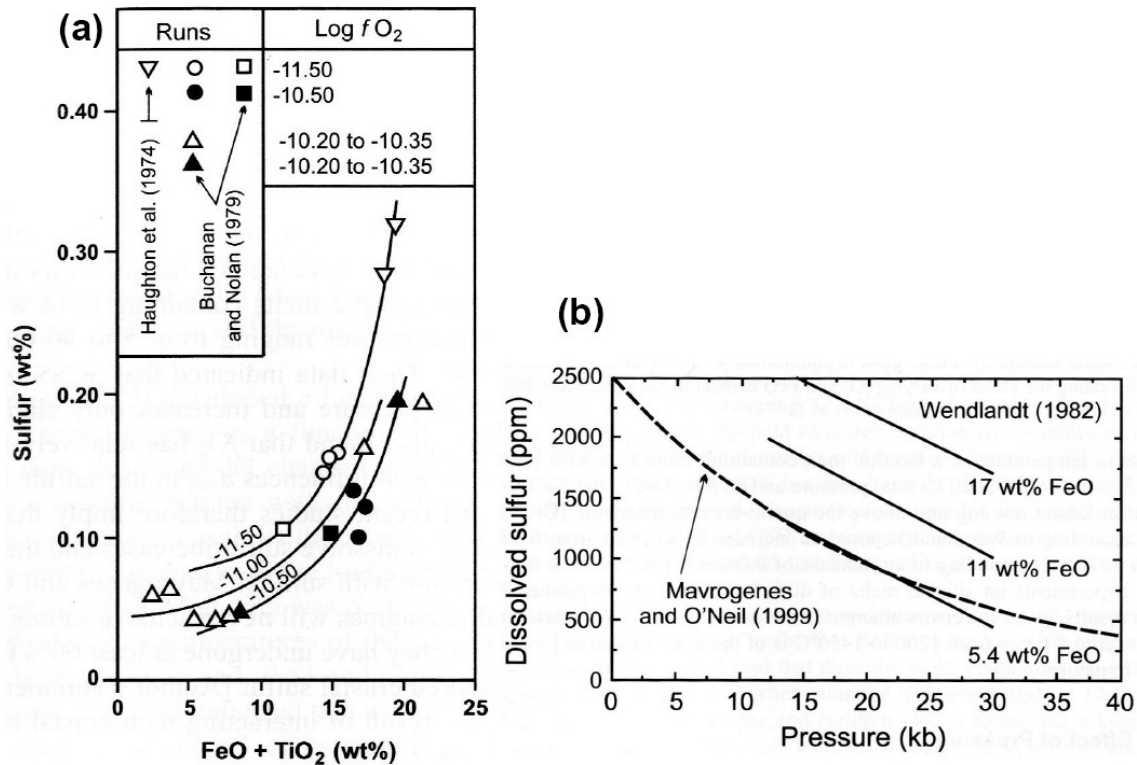 (a)
Runs
Log f O2
-11.50
-10.50
-10.20 to -10.35
-10.20 to -10.35
Haughton et al. (1974)
Buchanan
and Nolan (1979)
0.40
0.30
0.20
0.10
0
Sulfur (wt%)
-11.50
-11.00
-10.50
0
5
10
15
20
25
FeO + TiO2 (wt%)
(b)
2500
2000
1500
1000
500
0
Dissolved sulfur (ppm)
Wendlandt (1982)
17 wt% FeO
11 wt% FeO
5.4 wt% FeO
Mavrogenes
and O'Neil (1999)
0
5
10
15
20
25
30
35
40
Pressure (kb)